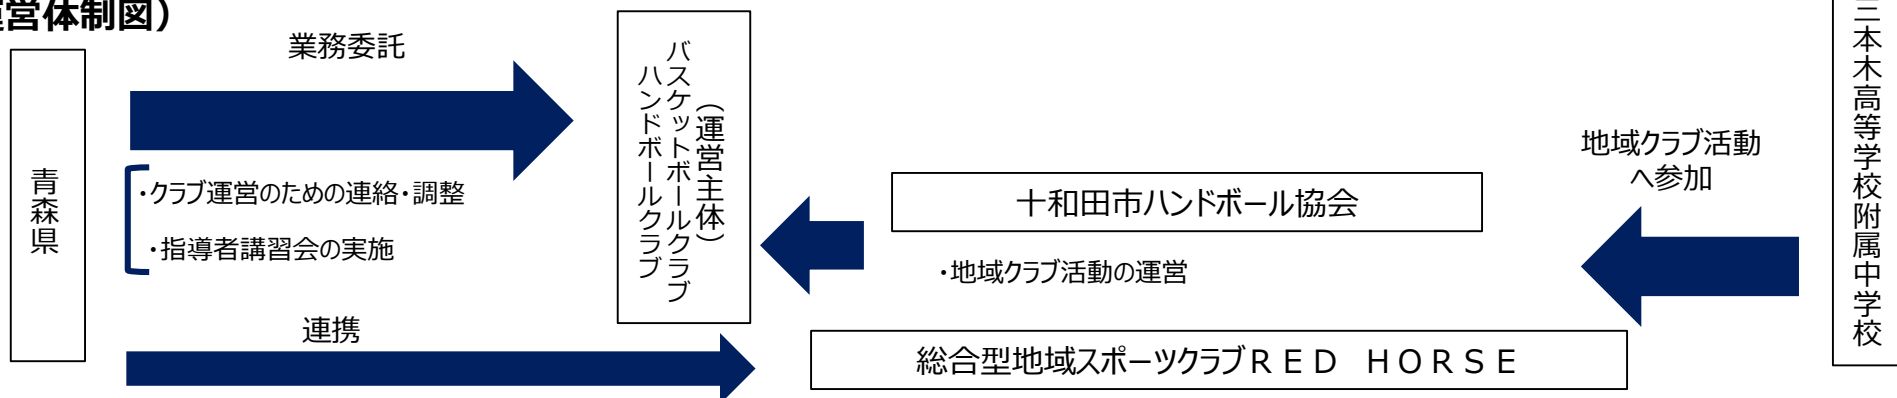 運営体制図）
青森県
業務委託
・クラブ運営のための連絡・調整
・指導者講習会の実施
連携
（運営主体）
バスケットボールクラブ
ハンドボールクラブ
十和田市ハンドボール協会
・地域クラブ活動の運営
総合型地域スポーツクラブＲＥＤ　ＨＯＲＳＥ
地域クラブ活動
へ参加
三本木高等学校附属中学校